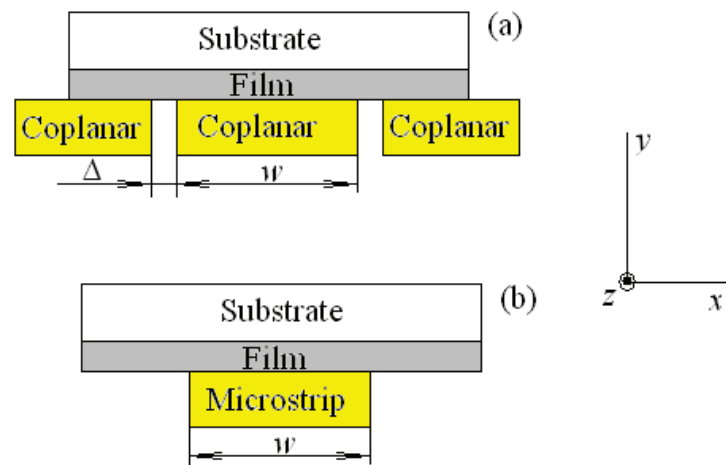 Substrate (a)
Film
Coplanar Coplanar Coplanar
Δ w
y
z x
Substrate (b)
Film
Microstrip
w